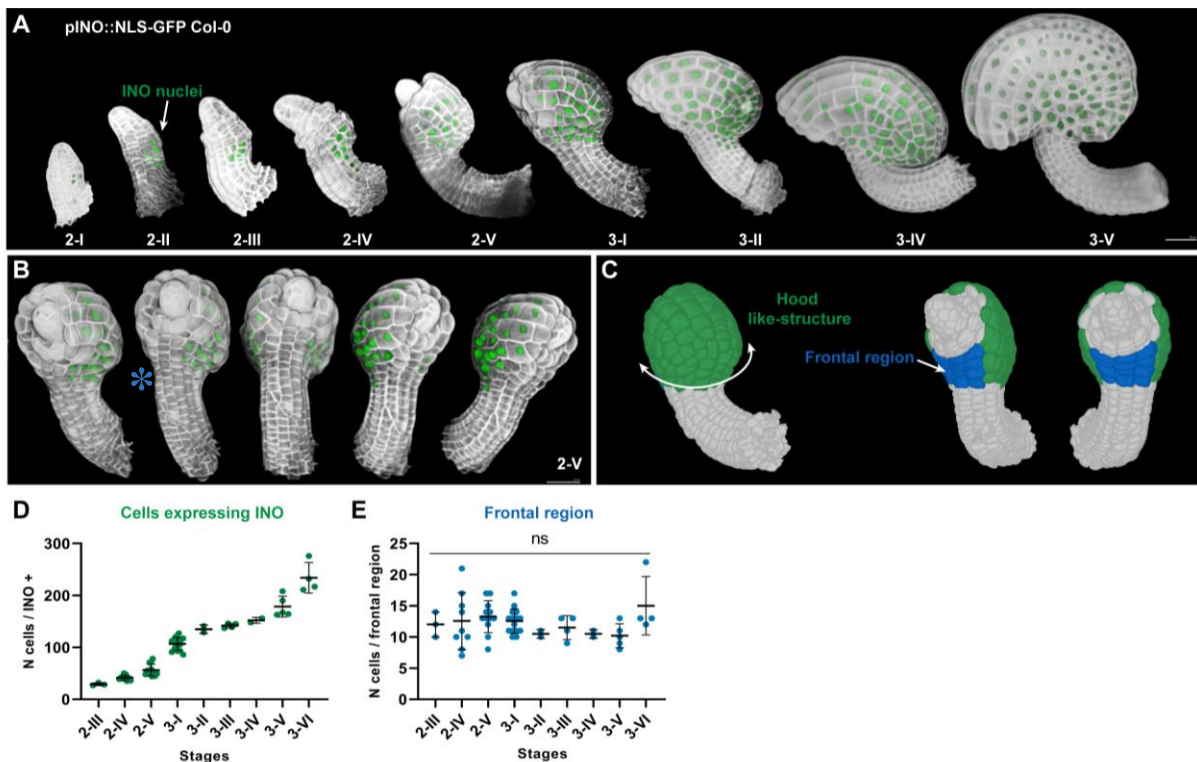 A pINO::NLS-GFP Col-0
INO nuclei
2-I 2-II 2-III 2-IV 2-V 3-I 3-II 3-IV 3-V
B
2-V
C
Hood
like-structure
Frontal region
D Cells expressing INO
N cells / INO +
300
200
100
0
2-III 2-IV 2-V 3-I 3-II 3-III 3-IV 3-V 3-VI
Stages
E Frontal region
ns
N cells / frontal region
25
20
15
10
5
0
2-III 2-IV 2-V 3-I 3-II 3-III 3-IV 3-V 3-VI
Stages